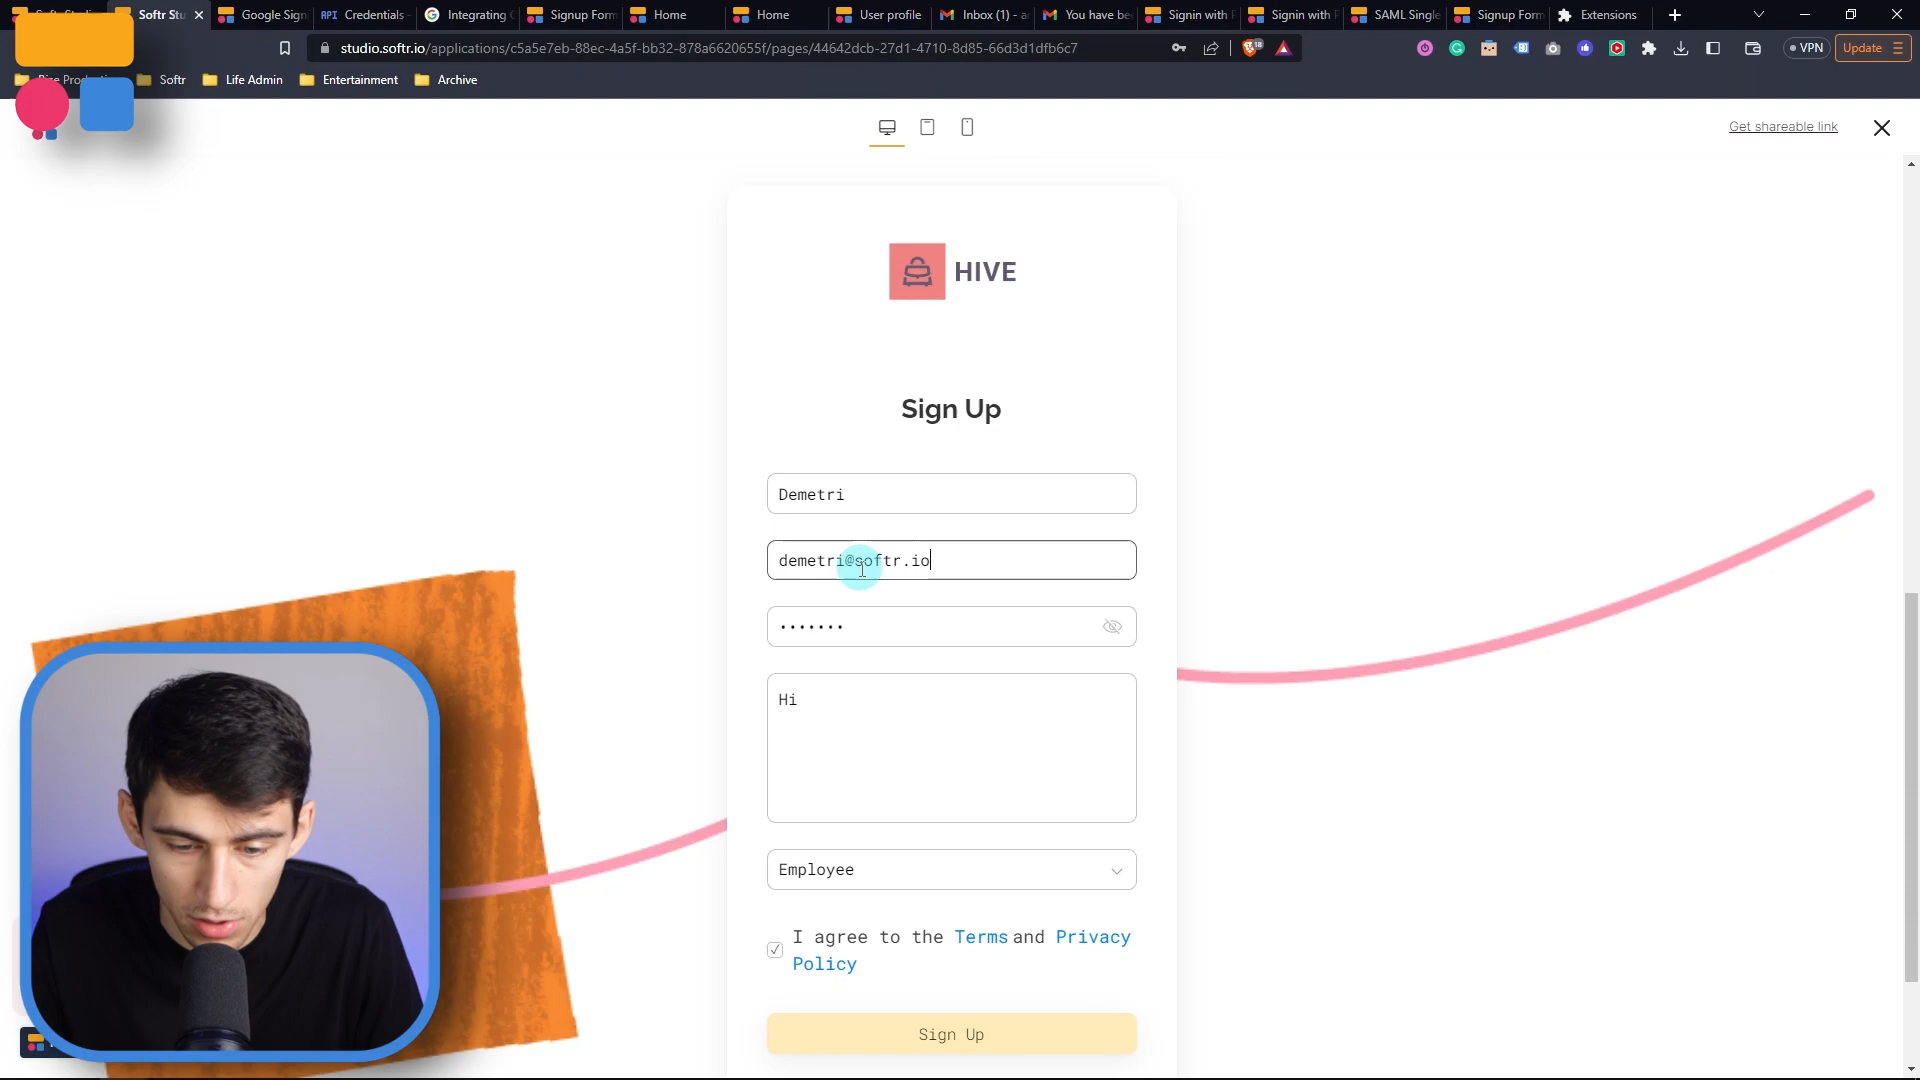 Softr Stu
Google Sign
API Credentials -
Integrating
Signup Form
Home
Home
User profile
Inbox (1) - a
You have be
Signin with
Signin with
SAML Single
Signup Form
Extensions
studio.softr.io/applications/c5a5e7eb-88ec-4a5f-bb32-878a6620655f/pages/44642dcb-27d1-4710-8d85-66d3d1dfb6c7
VPN
Update
Softr
Life Admin
Entertainment
Archive
Get shareable link
HIVE
Sign Up
Demetri
demetri@softr.io
Hi
Employee
I agree to the Terms and Privacy
Policy
Sign Up